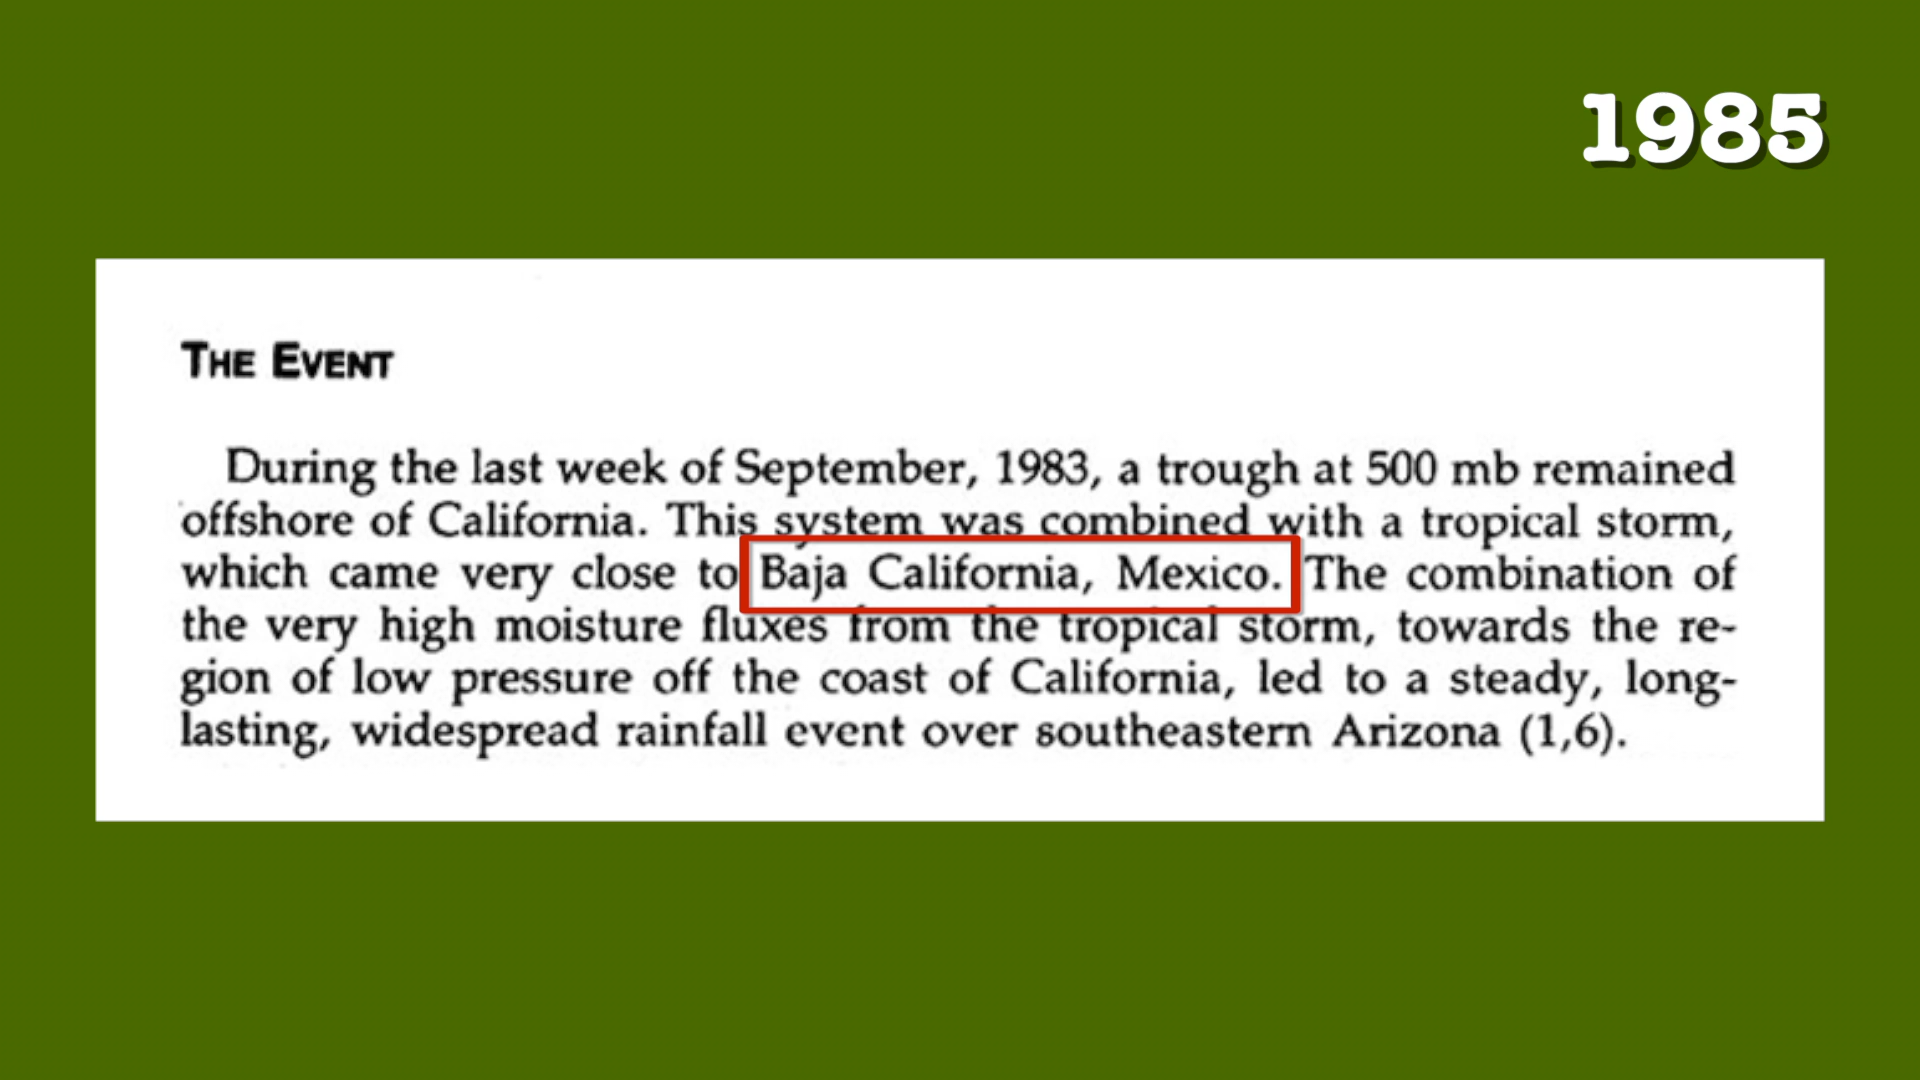 1985
THE EVENT
During the last week of September, 1983, a trough at 500 mb remained
offshore of California. This system was combined with a tropical storm,
which came very close to Baja California, Mexico. The combination of
the very high moisture fluxes from the tropical storm, towards the re-
gion of low pressure off the coast of California, led to a steady, long-
lasting, widespread rainfall event over southeastern Arizona (1,6).